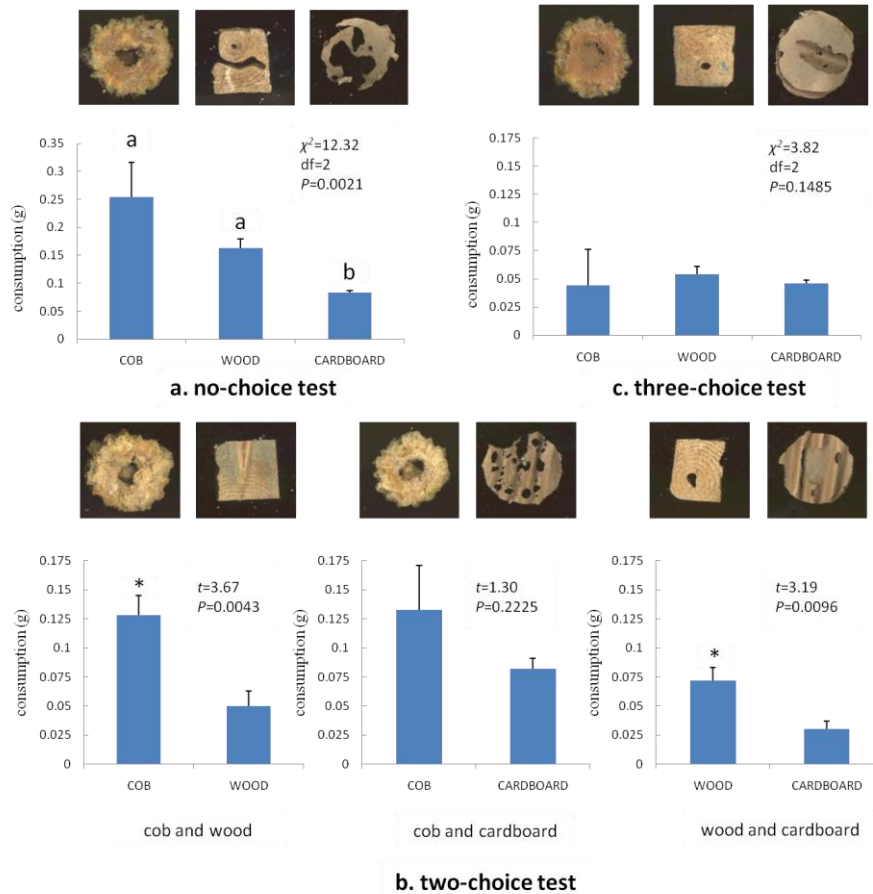 0.35
0.3
0.25
0.2
0.15
0.1
0.05
0
consumption (g)
a
a
b
χ²=12.32
df=2
P=0.0021
COB WOOD CARDBOARD
a. no-choice test
0.175
0.15
0.125
0.1
0.075
0.05
0.025
0
consumption (g)
χ²=3.82
df=2
P=0.1485
COB WOOD CARDBOARD
c. three-choice test
0.175
0.15
0.125
0.1
0.075
0.05
0.025
0
consumption (g)
*
t=3.67
P=0.0043
COB WOOD
cob and wood
0.175
0.15
0.125
0.1
0.075
0.05
0.025
0
consumption (g)
t=1.30
P=0.2225
COB CARDBOARD
cob and cardboard
0.175
0.15
0.125
0.1
0.075
0.05
0.025
0
consumption (g)
*
t=3.19
P=0.0096
WOOD CARDBOARD
wood and cardboard
b. two-choice test